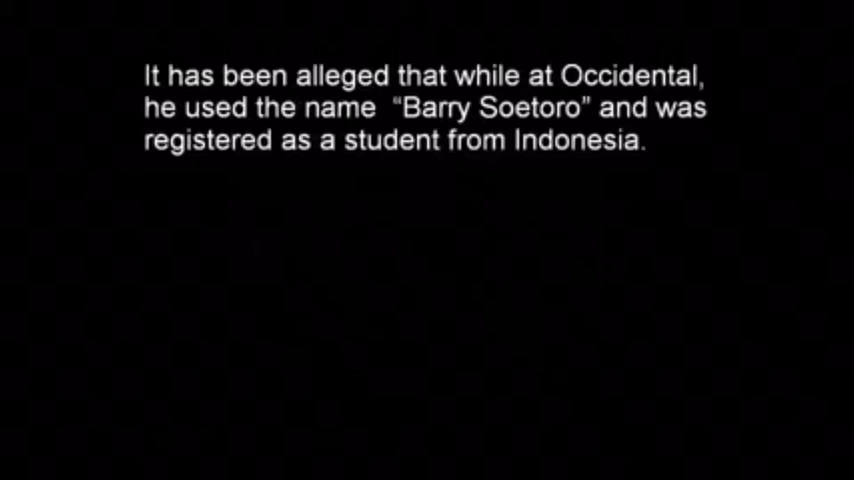 It has been alleged that while at Occidental,
he used the name  “Barry Soetoro” and was
registered as a student from Indonesia.